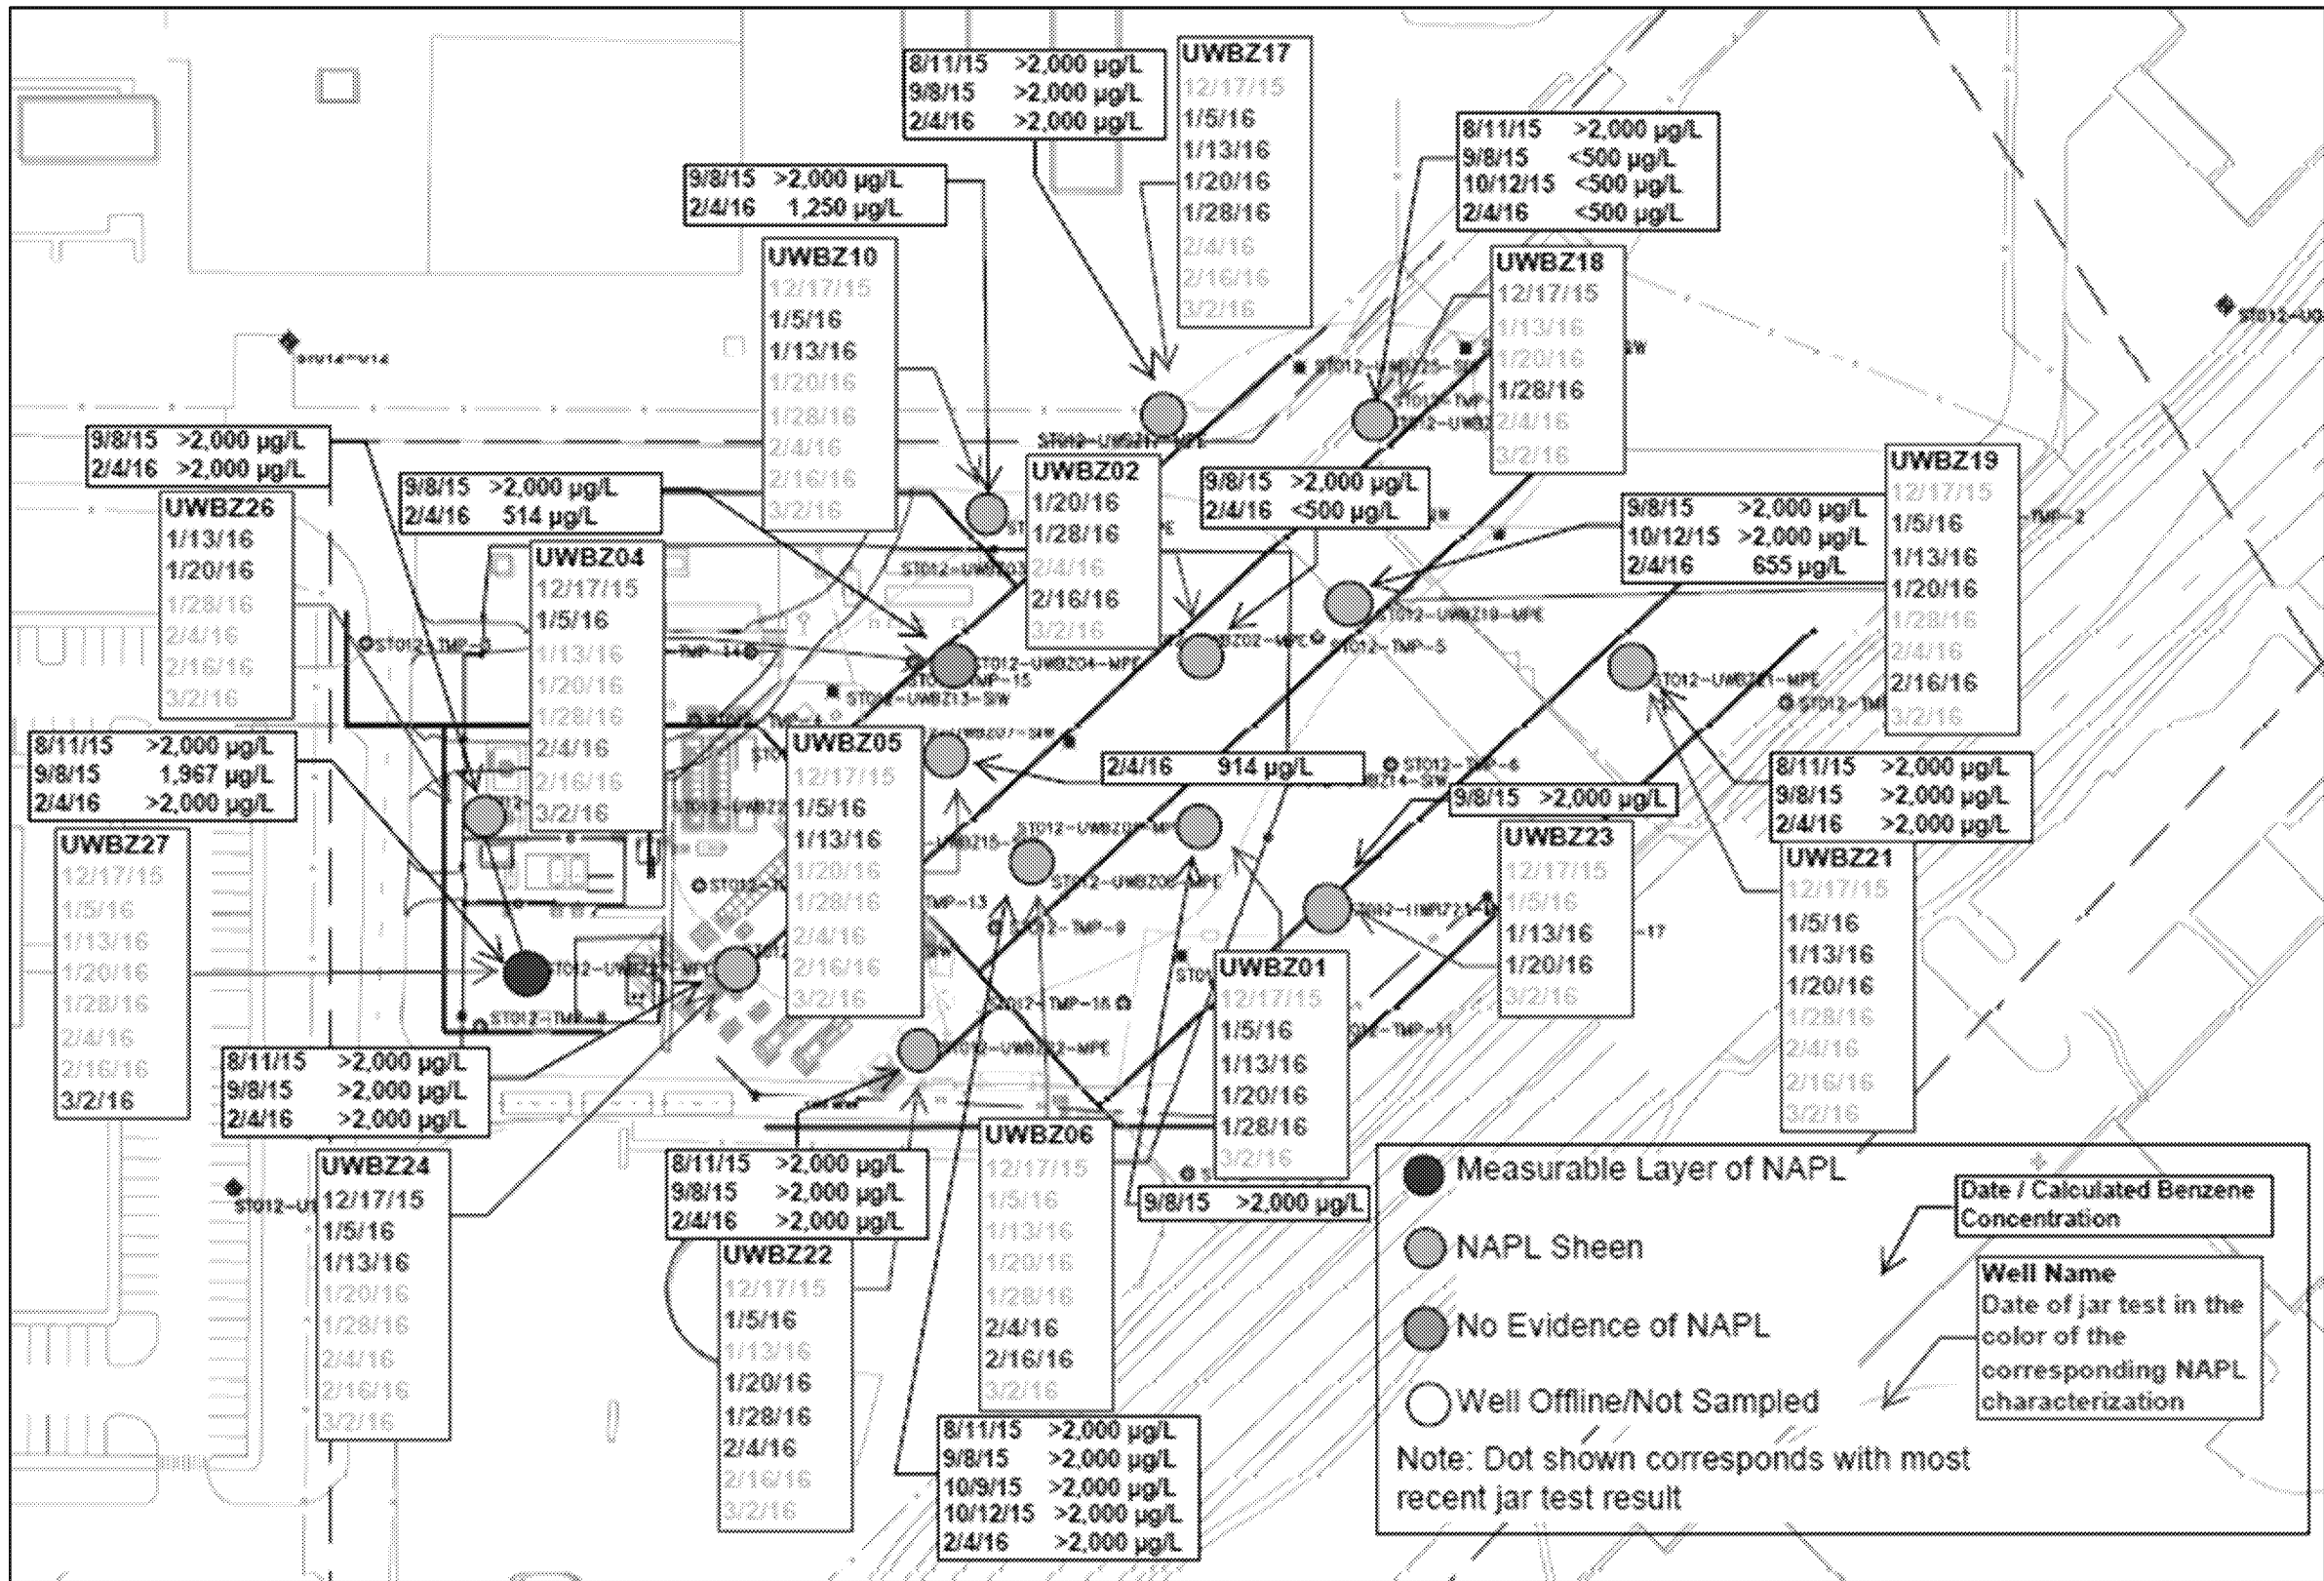 8/11/15 >2,000 µg/L
9/8/15 >2,000 µg/L
2/4/16 >2,000 µg/L
UWBZ17
12/17/15
1/5/16
1/13/16
1/20/16
1/28/16
2/4/16
2/16/16
3/2/16
8/11/15 >2,000 µg/L
9/8/15 <500 µg/L
10/12/15 <500 µg/L
2/4/16 <500 µg/L
9/8/15 >2,000 µg/L
2/4/16 1,250 µg/L
UWBZ10
12/17/15
1/5/16
1/13/16
1/20/16
1/28/16
2/4/16
2/16/16
3/2/16
UWBZ18
12/17/15
1/13/16
1/20/16
1/28/16
2/4/16
3/2/16
9/8/15 >2,000 µg/L
2/4/16 >2,000 µg/L
UWBZ26
1/13/16
1/20/16
1/28/16
2/4/16
2/16/16
3/2/16
9/8/15 >2,000 µg/L
2/4/16 514 µg/L
UWBZ04
12/17/15
1/5/16
1/13/16
1/20/16
1/28/16
2/4/16
2/16/16
3/2/16
UWBZ02
1/20/16
1/28/16
2/4/16
2/16/16
3/2/16
9/8/15 >2,000 µg/L
2/4/16 <500 µg/L
9/8/15 >2,000 µg/L
10/12/15 >2,000 µg/L
2/4/16 655 µg/L
UWBZ19
12/17/15
1/5/16
1/13/16
1/20/16
1/28/16
2/4/16
2/16/16
3/2/16
ST012-UWBZ04-MPE
ST012-UWBZ13-SIW
ST012-UWBZ19-MPE
ST012-TMP-5
ST012-UWBZ21-MPE
8/11/15 >2,000 µg/L
9/8/15 1,967 µg/L
2/4/16 >2,000 µg/L
UWBZ27
12/17/15
1/5/16
1/13/16
1/20/16
1/28/16
2/4/16
2/16/16
3/2/16
UWBZ05
12/17/15
1/5/16
1/13/16
1/20/16
1/28/16
2/4/16
2/16/16
3/2/16
2/4/16 914 µg/L
ST012-TMP-6
9/8/15 >2,000 µg/L
UWBZ23
12/17/15
1/5/16
1/13/16
1/20/16
3/2/16
8/11/15 >2,000 µg/L
9/8/15 >2,000 µg/L
2/4/16 >2,000 µg/L
UWBZ21
12/17/15
1/5/16
1/13/16
1/20/16
1/28/16
2/4/16
2/16/16
3/2/16
ST012-UWBZ06-MPE
ST012-TMP-9
ST012-TMP-8
ST012-TMP-18
UWBZ01
12/17/15
1/5/16
1/13/16
1/20/16
1/28/16
3/2/16
9/8/15 >2,000 µg/L
8/11/15 >2,000 µg/L
9/8/15 >2,000 µg/L
2/4/16 >2,000 µg/L
UWBZ24
12/17/15
1/5/16
1/13/16
1/20/16
1/28/16
2/4/16
2/16/16
3/2/16
8/11/15 >2,000 µg/L
9/8/15 >2,000 µg/L
2/4/16 >2,000 µg/L
UWBZ22
12/17/15
1/5/16
1/13/16
1/20/16
1/28/16
2/4/16
2/16/16
3/2/16
UWBZ06
12/17/15
1/5/16
1/13/16
1/20/16
1/28/16
2/4/16
2/16/16
3/2/16
8/11/15 >2,000 µg/L
9/8/15 >2,000 µg/L
10/9/15 >2,000 µg/L
10/12/15 >2,000 µg/L
2/4/16 >2,000 µg/L
Measurable Layer of NAPL
NAPL Sheen
No Evidence of NAPL
Well Offline/Not Sampled
Note: Dot shown corresponds with most
recent jar test result
Date / Calculated Benzene
Concentration
Well Name
Date of jar test in the
color of the
corresponding NAPL
characterization